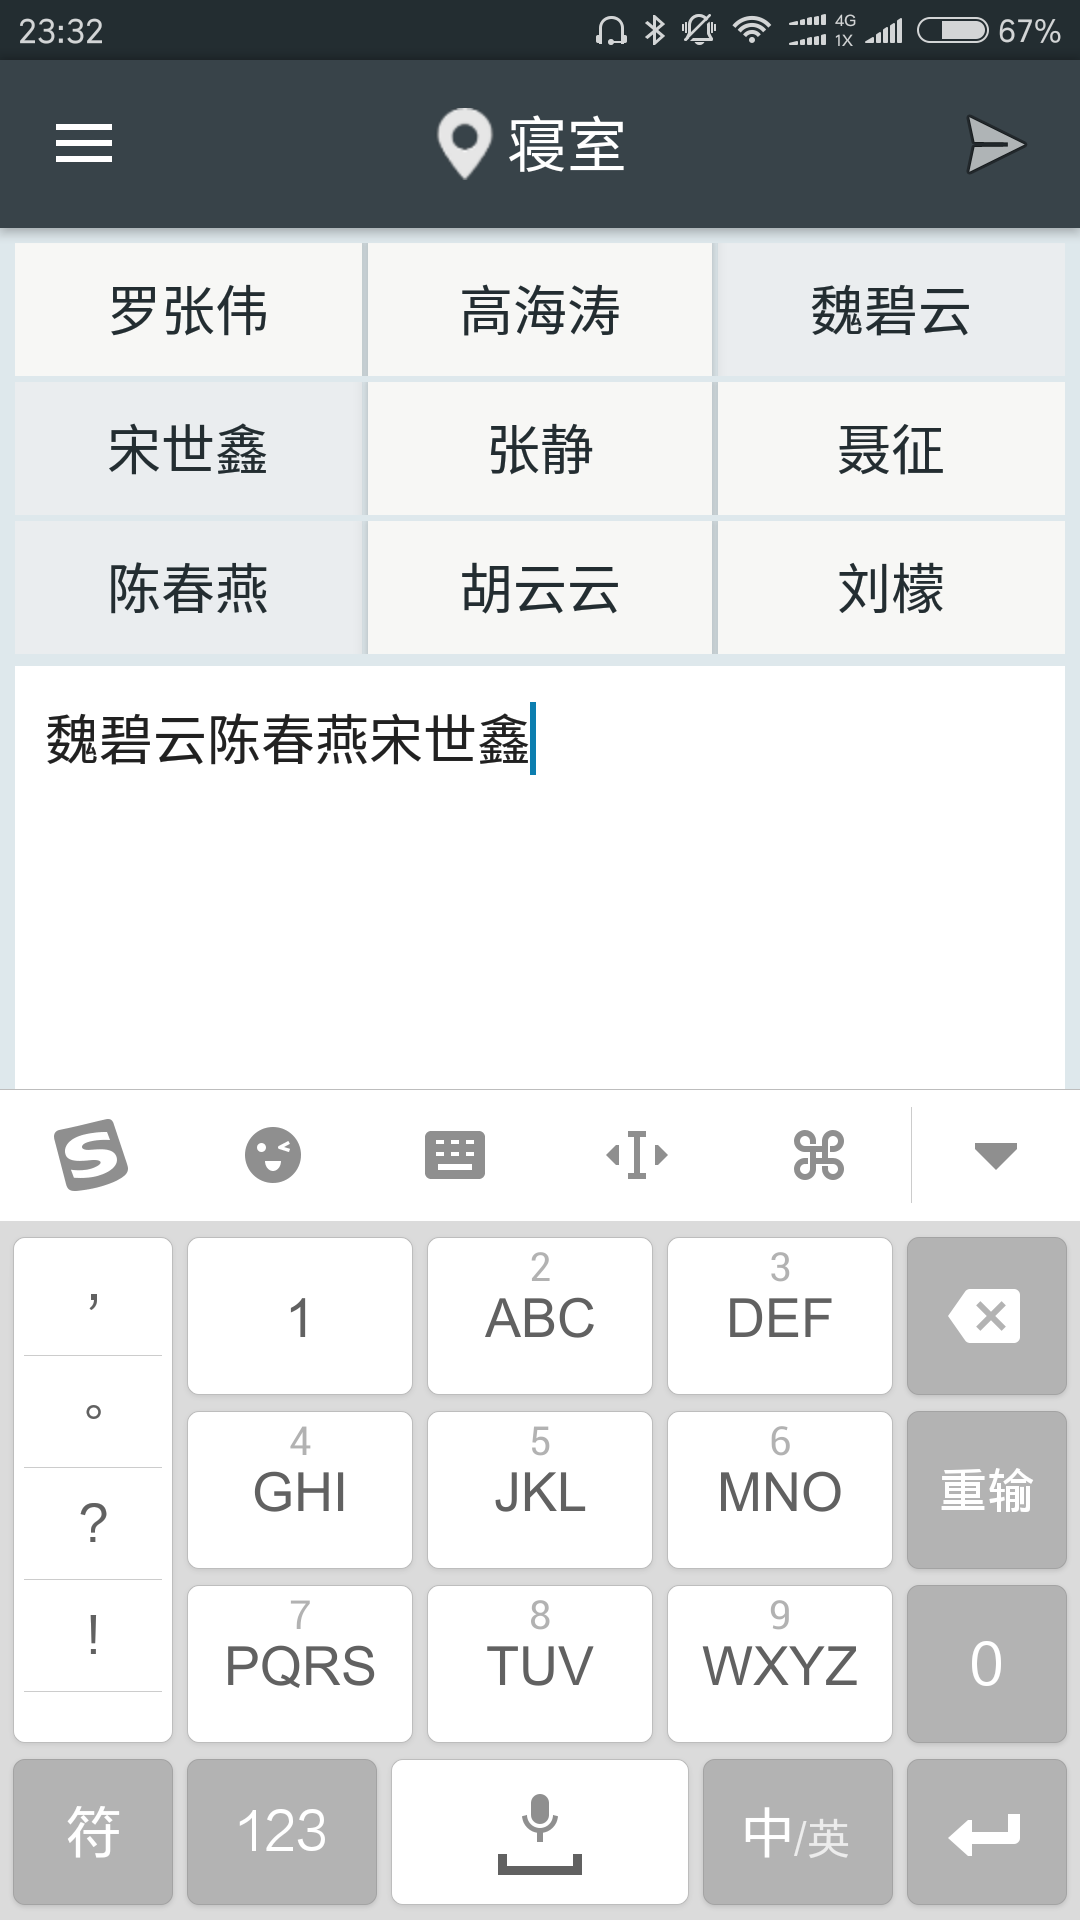 23:32 4G 1X 67%
寝室
罗张伟 高海涛 魏碧云
宋世鑫 张静 聂征
陈春燕 胡云云 刘檬
魏碧云陈春燕宋世鑫
，
。
?
!
1
2
ABC
3
DEF
4
GHI
5
JKL
6
MNO
重输
7
PQRS
8
TUV
9
WXYZ
0
符 123 中/英